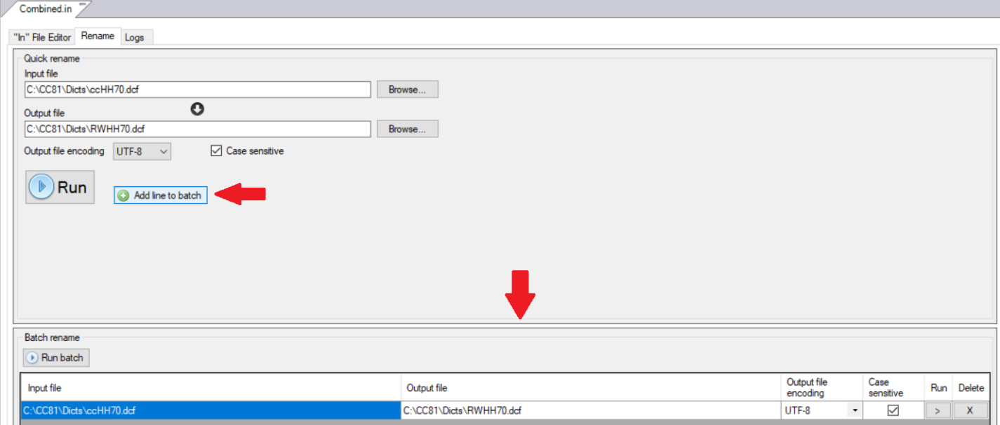 Combined.in
"In" File Editor Rename Logs
Quick rename
Input file
C:\CC81\Dicts\ccHH70.dcf Browse...
Output file
C:\CC81\Dicts\RWHH70.dcf Browse...
Output file encoding UTF-8 Case sensitive
Run Add line to batch
Batch rename
Run batch
Input file Output file Output file encoding Case sensitive Run Delete
C:\CC81\Dicts\ccHH70.dcf C:\CC81\Dicts\RWHH70.dcf UTF-8 > X